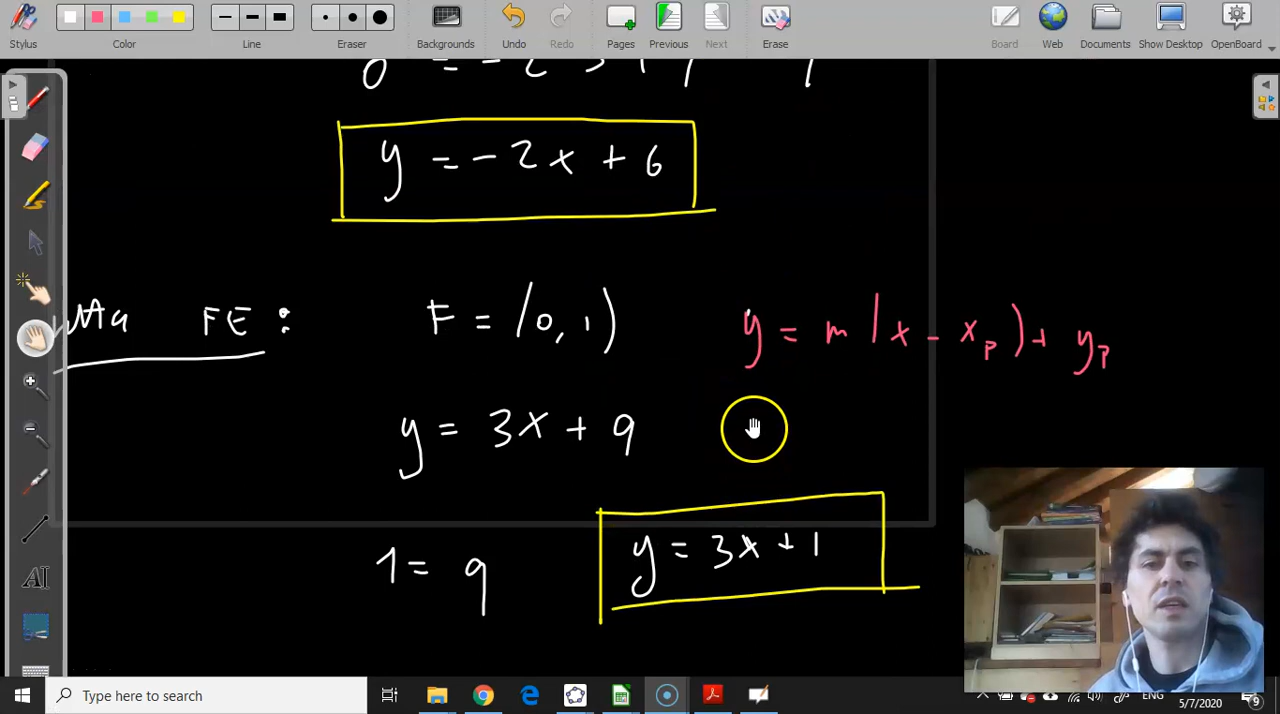 Stylus Color Line Eraser Backgrounds Undo Redo Pages Previous Next Erase Board Web Documents Show Desktop OpenBoard
y = -2x + 6
FE :
F = (0, 1)
y = m(x - xₚ) + yₚ
y = 3x + q
1 = q
y = 3x + 1
AI
Type here to search
5/7/2020
9